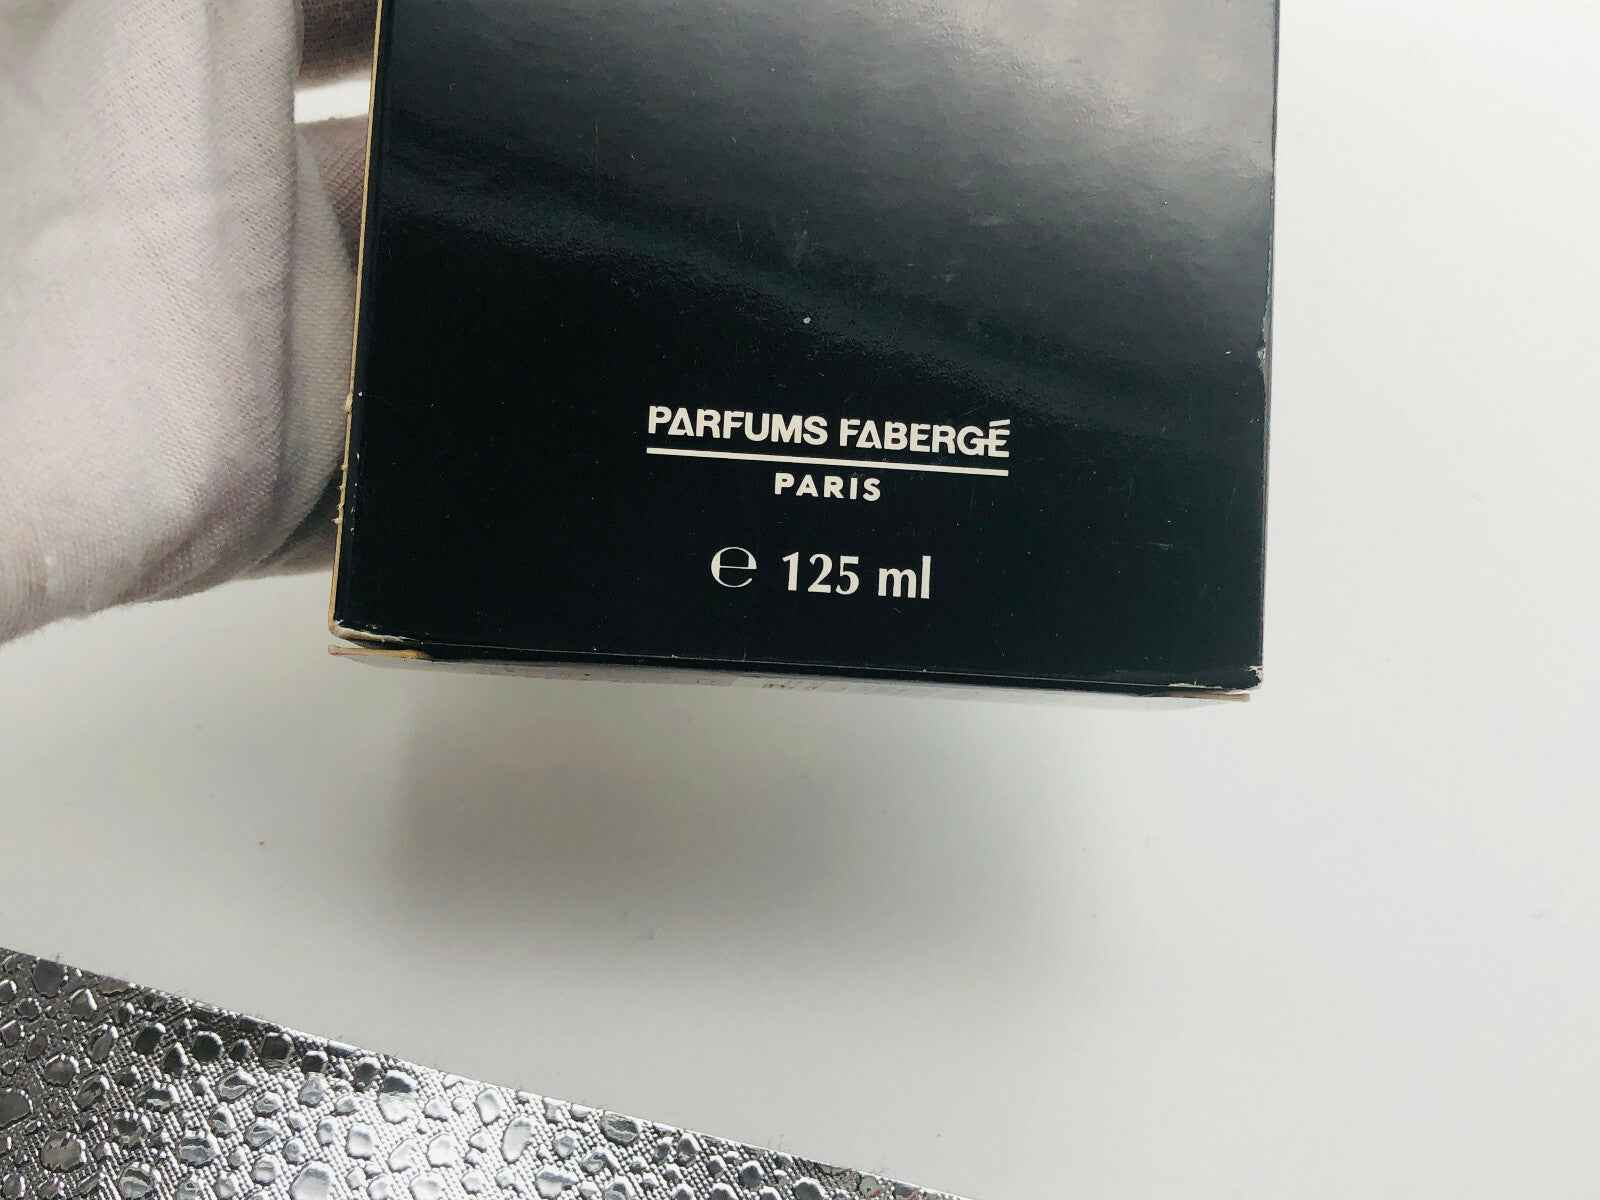 PARFUMS FABERGÉ
PARIS
℮ 125 ml